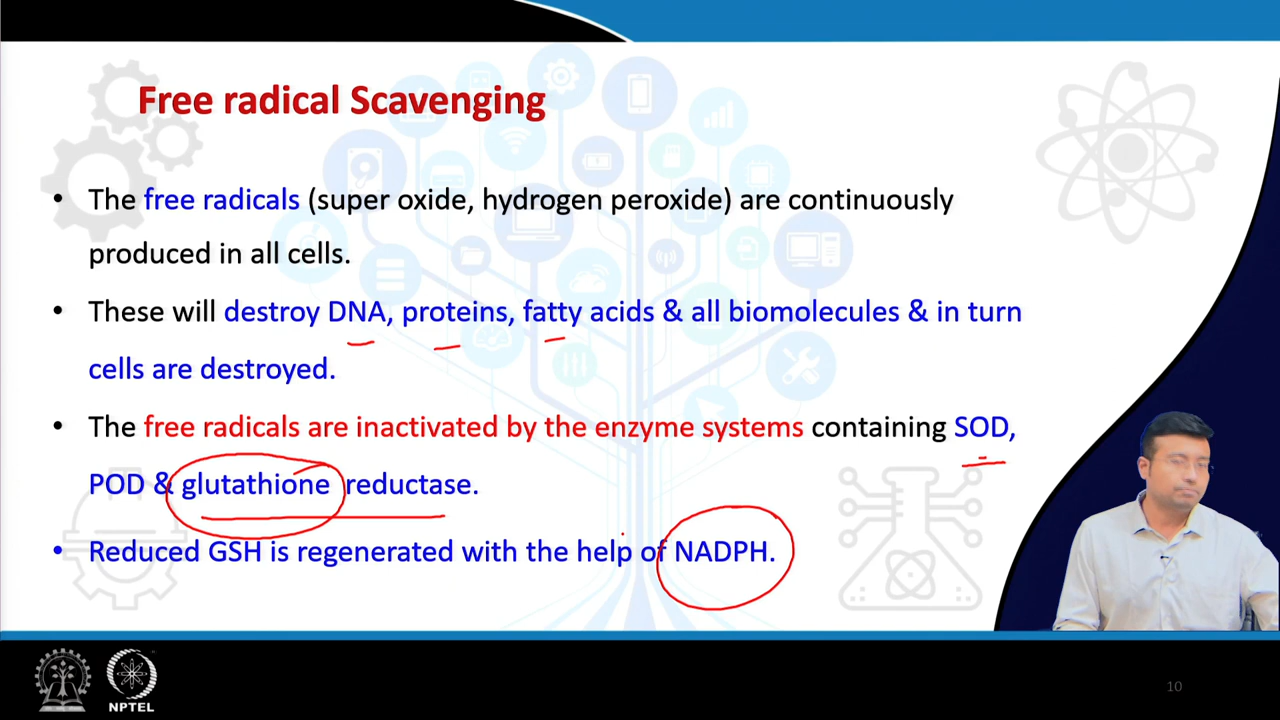 Free radical Scavenging
• The free radicals (super oxide, hydrogen peroxide) are continuously
produced in all cells.
• These will destroy DNA, proteins, fatty acids & all biomolecules & in turn
cells are destroyed.
• The free radicals are inactivated by the enzyme systems containing SOD,
POD & glutathione reductase.
• Reduced GSH is regenerated with the help of NADPH.
NPTEL
10